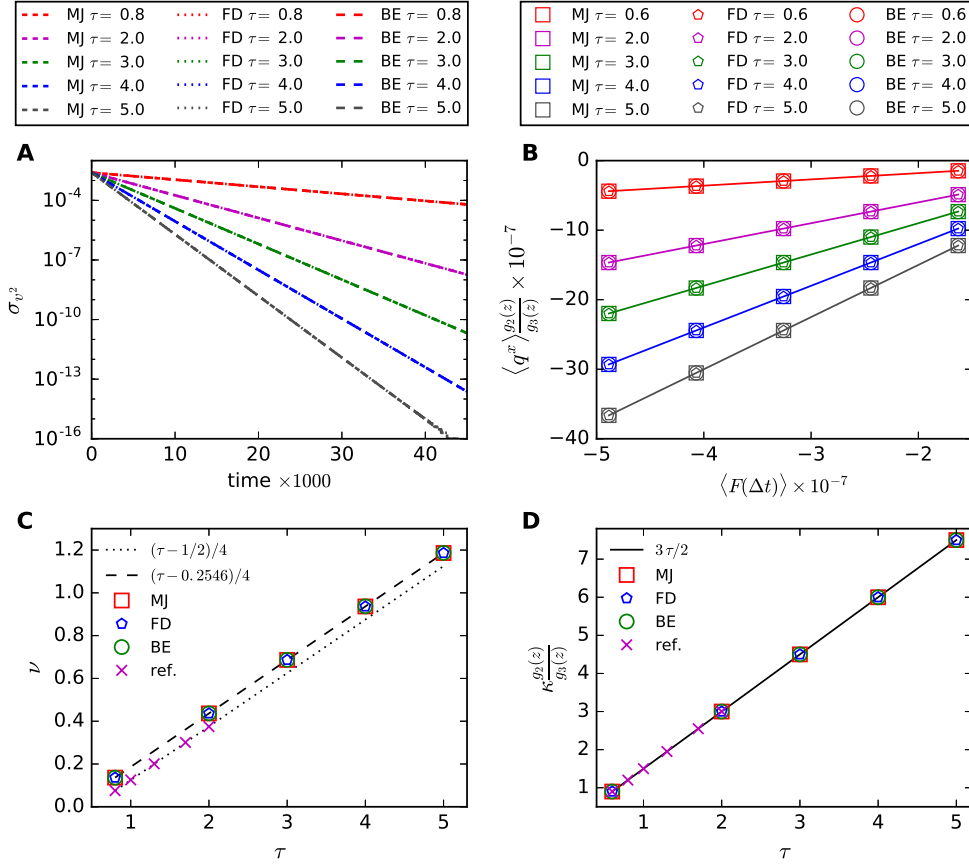 MJ τ= 0.8 FD τ= 0.8 BE τ= 0.8
MJ τ= 2.0 FD τ= 2.0 BE τ= 2.0
MJ τ= 3.0 FD τ= 3.0 BE τ= 3.0
MJ τ= 4.0 FD τ= 4.0 BE τ= 4.0
MJ τ= 5.0 FD τ= 5.0 BE τ= 5.0
MJ τ= 0.6 FD τ= 0.6 BE τ= 0.6
MJ τ= 2.0 FD τ= 2.0 BE τ= 2.0
MJ τ= 3.0 FD τ= 3.0 BE τ= 3.0
MJ τ= 4.0 FD τ= 4.0 BE τ= 4.0
MJ τ= 5.0 FD τ= 5.0 BE τ= 5.0
A
σ_{v^2}
10^{-4}
10^{-7}
10^{-10}
10^{-13}
10^{-16}
0 10 20 30 40
time ×1000
B
⟨q^x⟩ g_2(z)/g_3(z) × 10^{-7}
0
−10
−20
−30
−40
−5 −4 −3 −2
⟨F(Δt)⟩ × 10^{-7}
C
(τ − 1/2)/4
(τ − 0.2546)/4
MJ
FD
BE
ref.
ν
1.2
1.0
0.8
0.6
0.4
0.2
0.0
1 2 3 4 5
τ
D
3τ/2
MJ
FD
BE
ref.
κ g_2(z)/g_3(z)
7
6
5
4
3
2
1
1 2 3 4 5
τ